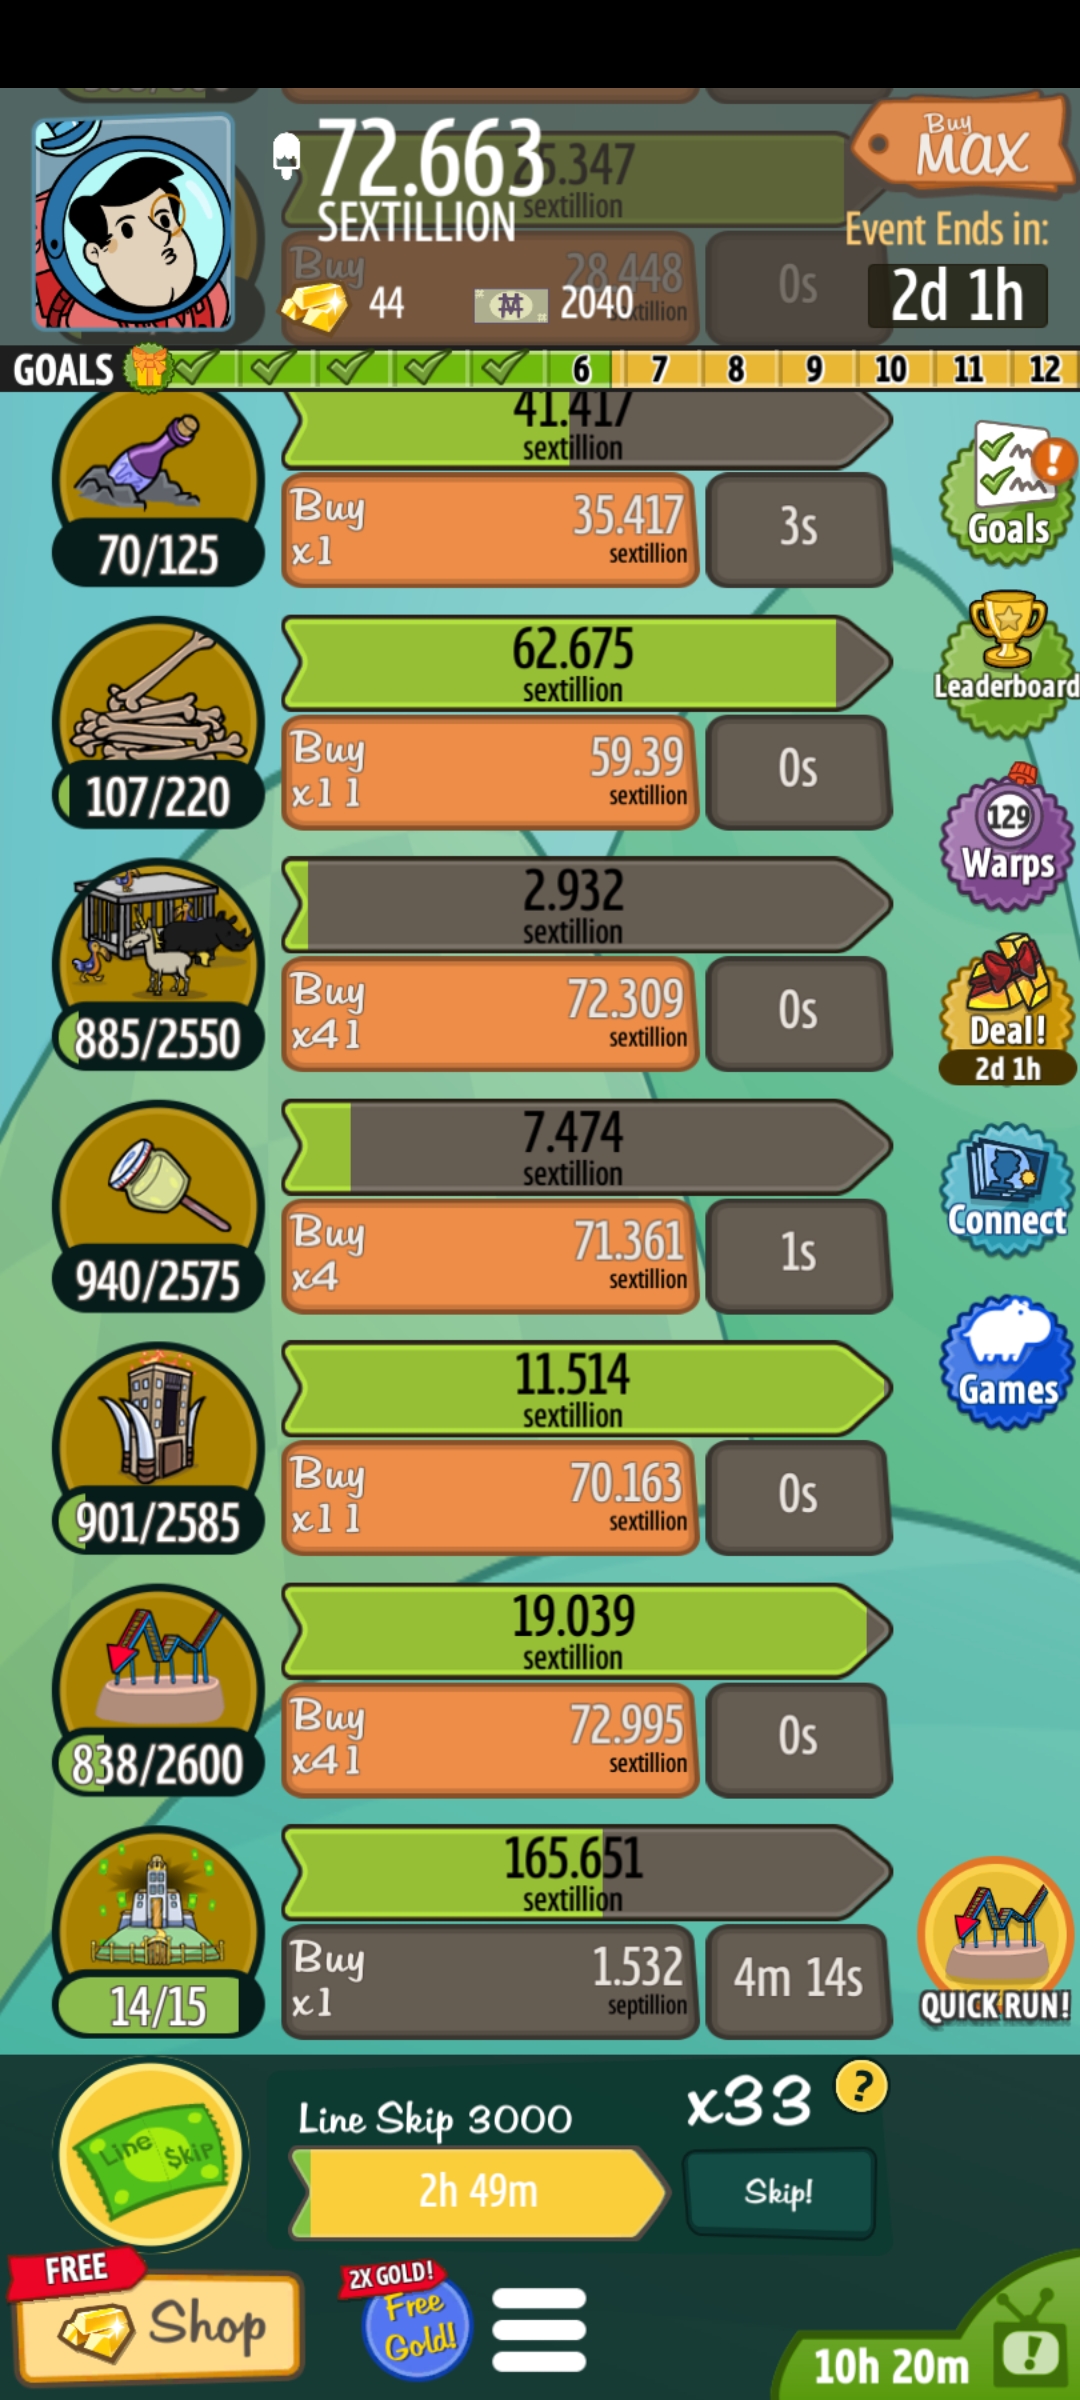 72.663
SEXTILLION
25.347
sextillion
Buy
MAX
Event Ends in:
2d 1h
Buy
28.448
0s
44
2040
GOALS 6 7 8 9 10 11 12
41.417
sextillion
Buy
x1
35.417
sextillion
3s
70/125
Goals
62.675
sextillion
Leaderboard
Buy
x11
59.39
sextillion
0s
107/220
129
Warps
2.932
sextillion
Buy
x41
72.309
sextillion
0s
885/2550
Deal!
2d 1h
7.474
sextillion
Connect
Buy
x4
71.361
sextillion
1s
940/2575
11.514
sextillion
Games
Buy
x11
70.163
sextillion
0s
901/2585
19.039
sextillion
Buy
x41
72.995
sextillion
0s
838/2600
165.651
sextillion
Buy
x1
1.532
septillion
4m 14s
14/15
QUICK RUN!
Line $kip
Line Skip 3000
x33
?
2h 49m
Skip!
FREE
Shop
2X GOLD!
Free
Gold!
10h 20m